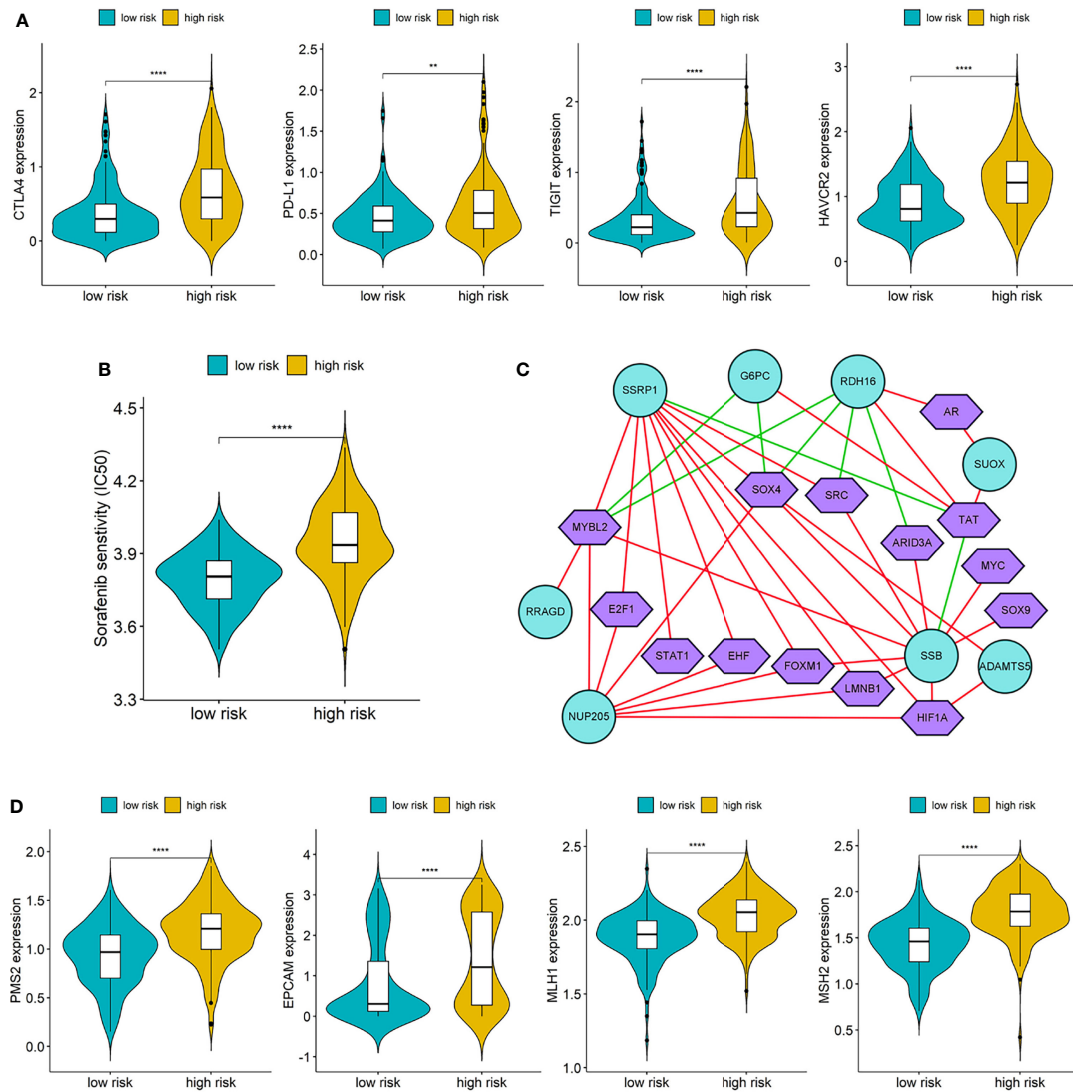 A
low risk high risk
low risk high risk
low risk high risk
low risk high risk
CTLA4 expression
2
1
0
****
low risk high risk
PD-L1 expression
2.5
2.0
1.5
1.0
0.5
0.0
**
low risk high risk
TIGIT expression
2
1
0
****
low risk high risk
HAVCR2 expression
3
2
1
0
****
low risk high risk
B
low risk high risk
Sorafenib senstivity (IC50)
4.5
4.2
3.9
3.6
3.3
****
low risk high risk
C
SSRP1
G6PC
RDH16
AR
SUOX
SOX4
SRC
MYBL2
TAT
ARID3A
MYC
RRAGD
E2F1
SOX9
STAT1
EHF
FOXM1
SSB
ADAMTS5
LMNB1
NUP205
HIF1A
D
low risk high risk
low risk high risk
low risk high risk
low risk high risk
PMS2 expression
2.0
1.5
1.0
0.5
0.0
****
low risk high risk
EPCAM expression
4
3
2
1
0
-1
****
low risk high risk
MLH1 expression
2.5
2.0
1.5
1.0
****
low risk high risk
MSH2 expression
2.5
2.0
1.5
1.0
0.5
****
low risk high risk